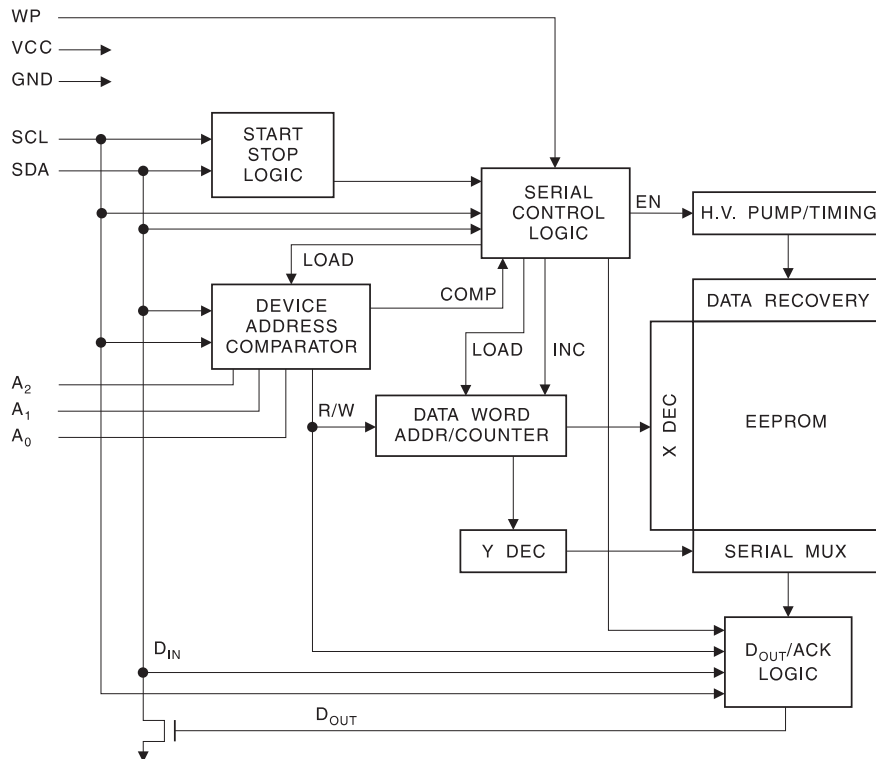 WP
VCC
GND
SCL
SDA
START
STOP
LOGIC
SERIAL
CONTROL
LOGIC
EN
H.V. PUMP/TIMING
LOAD
COMP
DATA RECOVERY
DEVICE
ADDRESS
COMPARATOR
LOAD
INC
A2
A1
A0
R/W
DATA WORD
ADDR/COUNTER
X DEC
EEPROM
Y DEC
SERIAL MUX
DIN
DOUT/ACK
LOGIC
DOUT